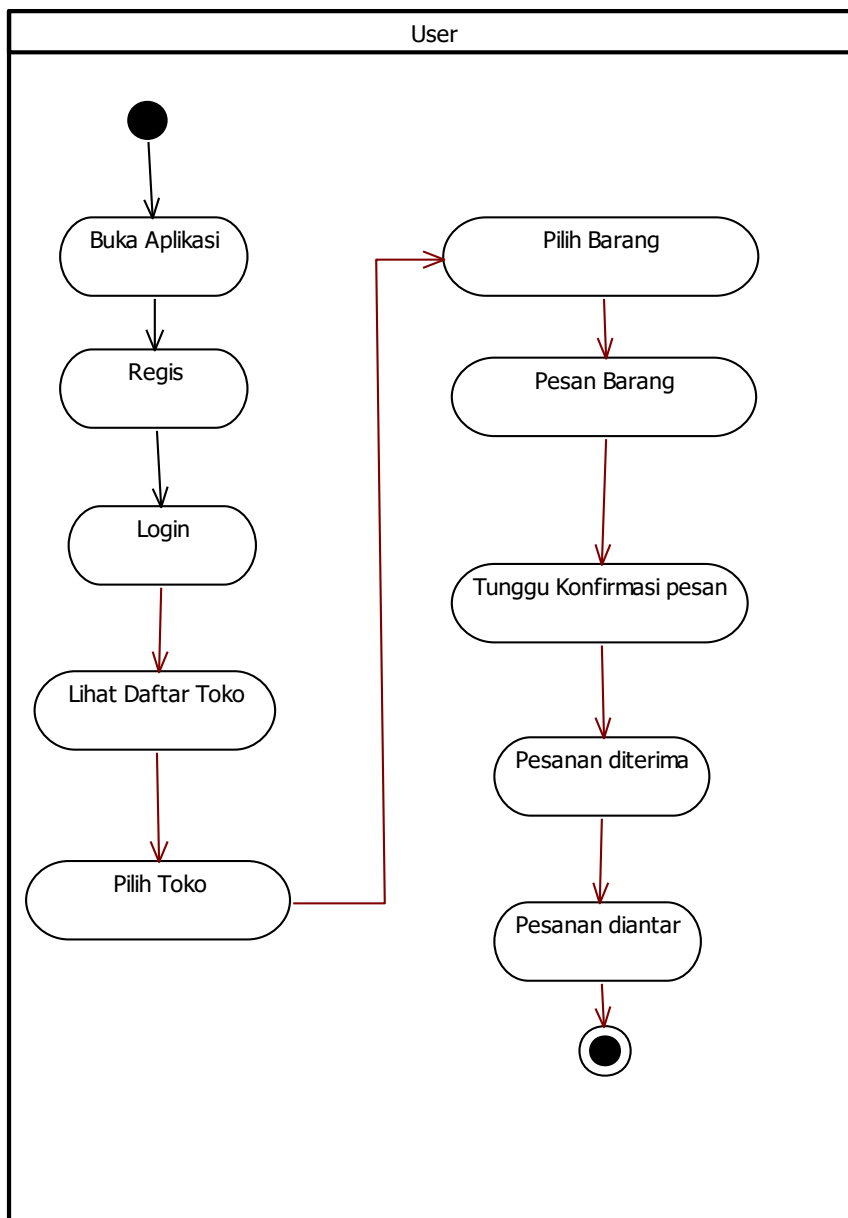 User
Buka Aplikasi
Regis
Login
Lihat Daftar Toko
Pilih Toko
Pilih Barang
Pesan Barang
Tunggu Konfirmasi pesan
Pesanan diterima
Pesanan diantar